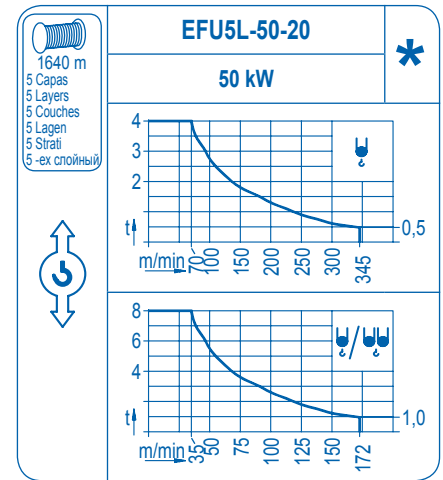 EFU5L-50-20
*
50 kW
1640 m
5 Capas
5 Layers
5 Couches
5 Lagen
5 Strati
5 -ех слойный
4
3
2
t
0,5
m/min
70
100
150
200
250
300
345
8
6
4
t
1,0
m/min
35
50
75
100
125
150
172